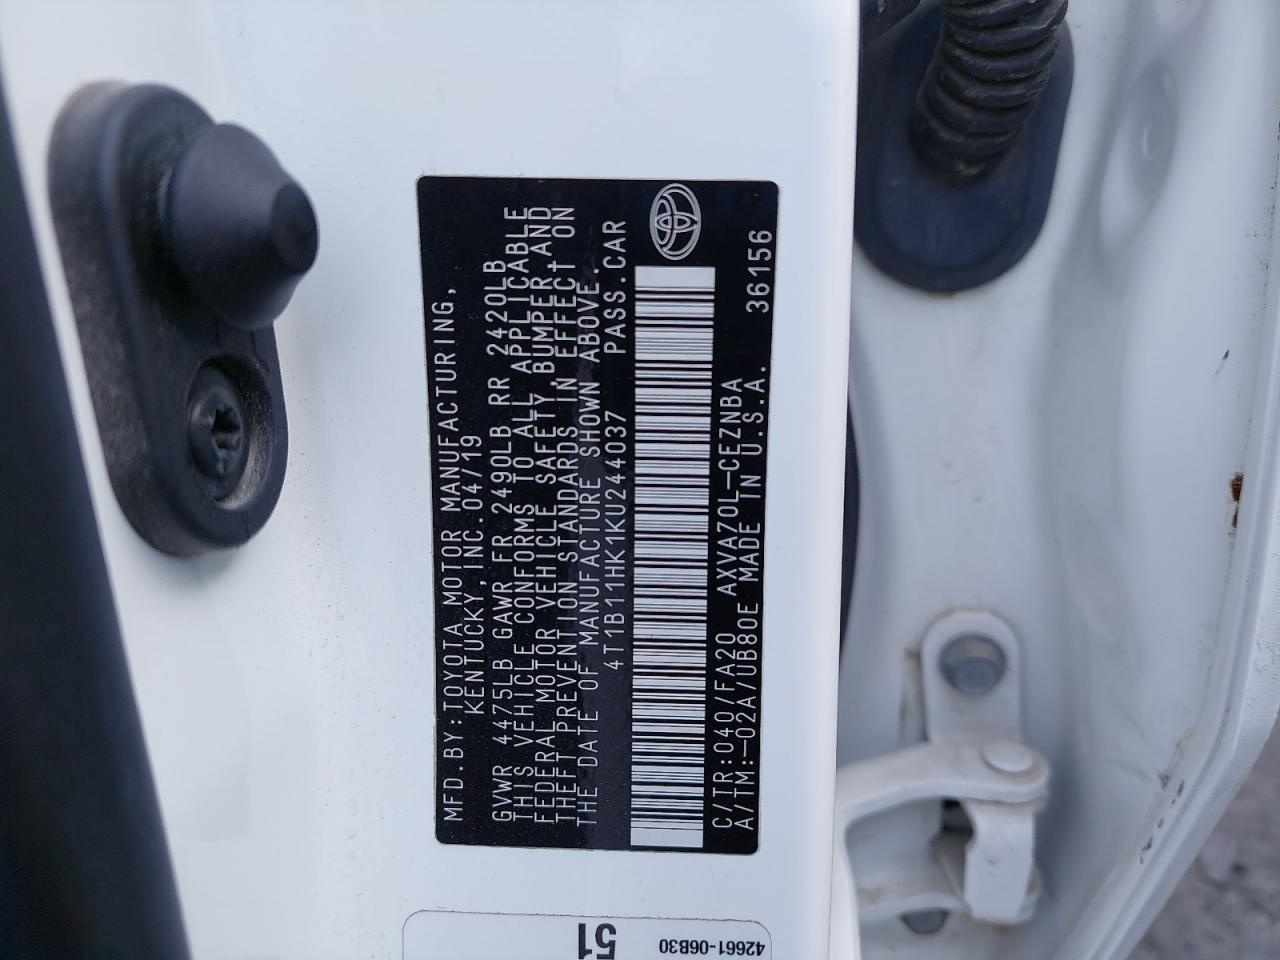 MFD.BY:TOYOTA MOTOR MANUFACTURING,
KENTUCKY,INC.04/19
GVWR 4475LB GAWR FR 2490LB RR 2420LB
THIS VEHICLE CONFORMS TO ALL APPLICABLE
FEDERAL MOTOR VEHICLE SAFETY,BUMPER,AND
THEFT PREVENTION STANDARDS IN EFFECT ON
THE DATE OF MANUFACTURE SHOWN ABOVE.
4T1B11HK1KU244037 PASS.CAR
C/TR:040/FA20 AXVA70L-CEZNBA
A/TM:-02A/UB80E MADE IN U.S.A. 36156
51
42661-06B30